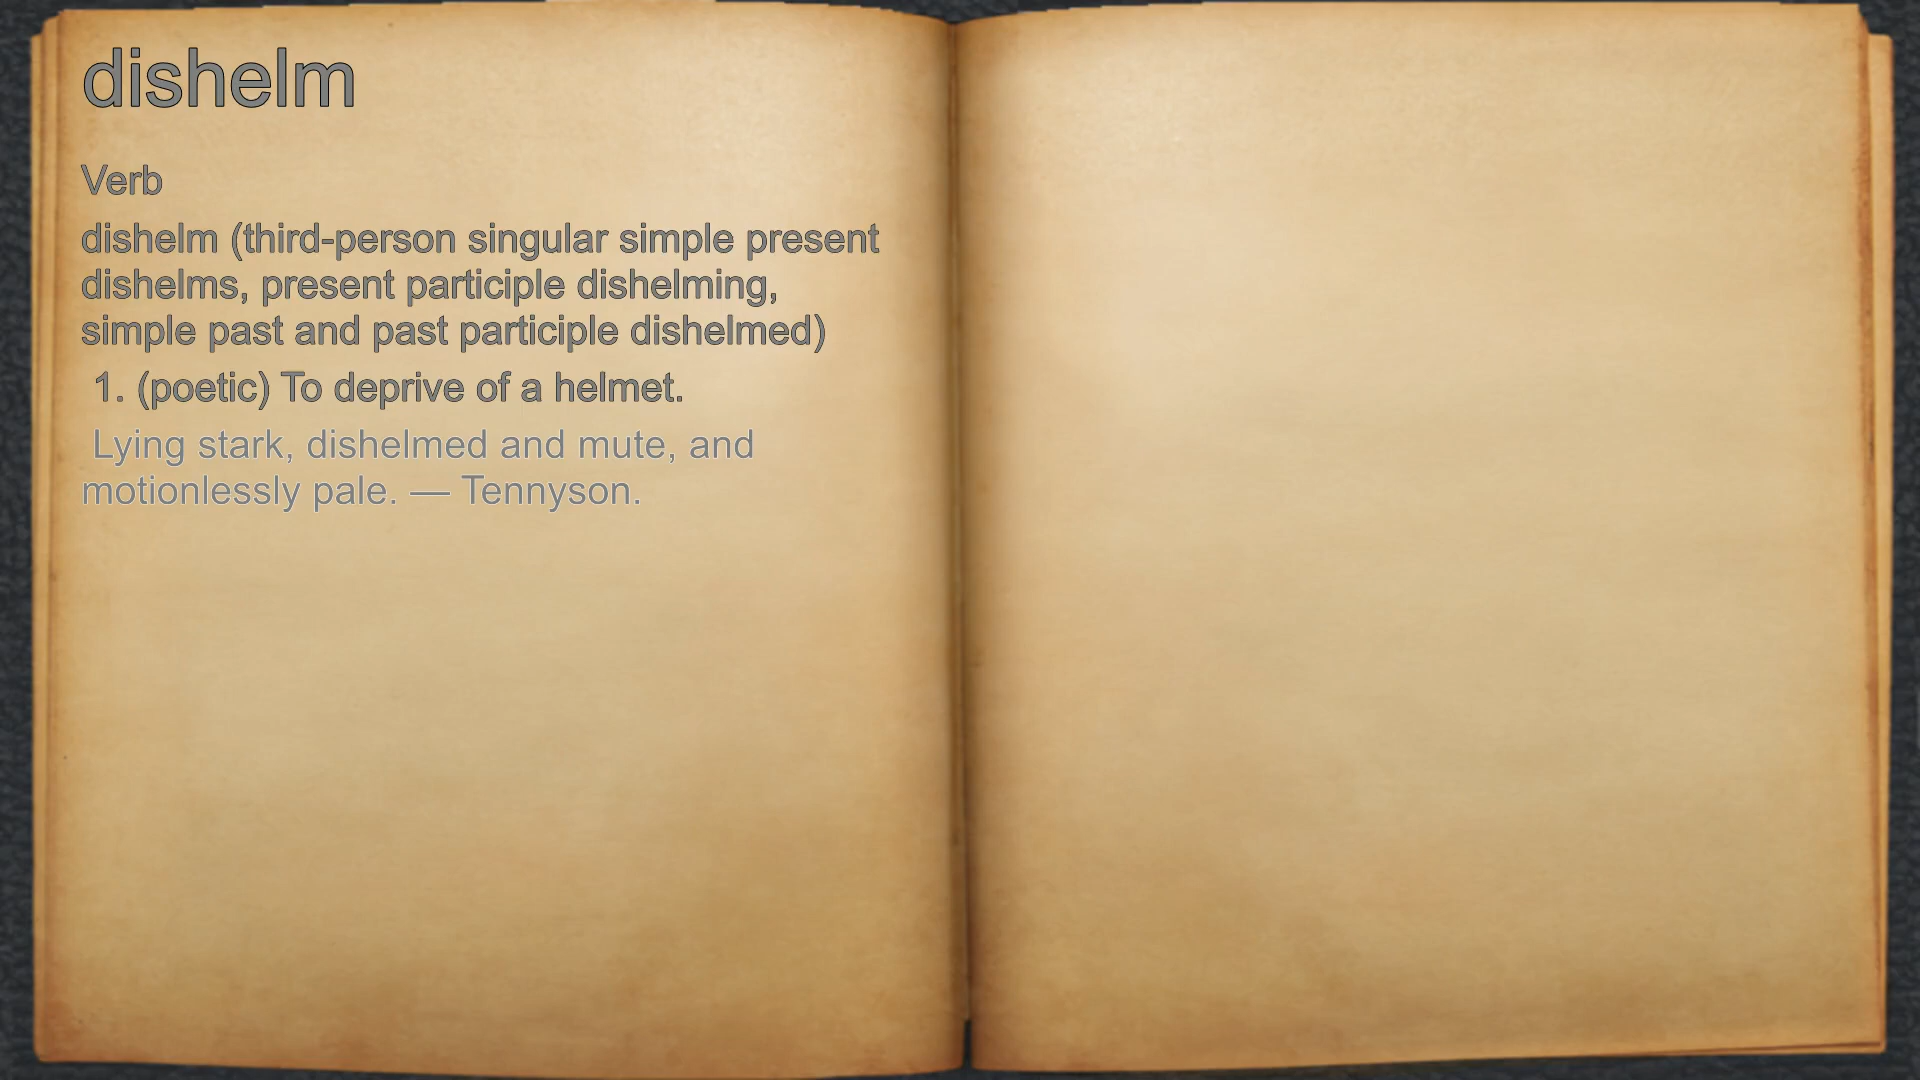 dishelm
Verb
dishelm (third-person singular simple present
dishelms, present participle dishelming,
simple past and past participle dishelmed)
1. (poetic) To deprive of a helmet.
Lying stark, dishelmed and mute, and
motionlessly pale. — Tennyson.